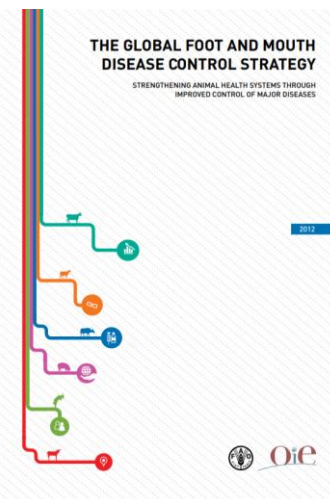 THE GLOBAL FOOT AND MOUTH
DISEASE CONTROL STRATEGY
STRENGTHENING ANIMAL HEALTH SYSTEMS THROUGH
IMPROVED CONTROL OF MAJOR DISEASES
2012
FAO
OiE